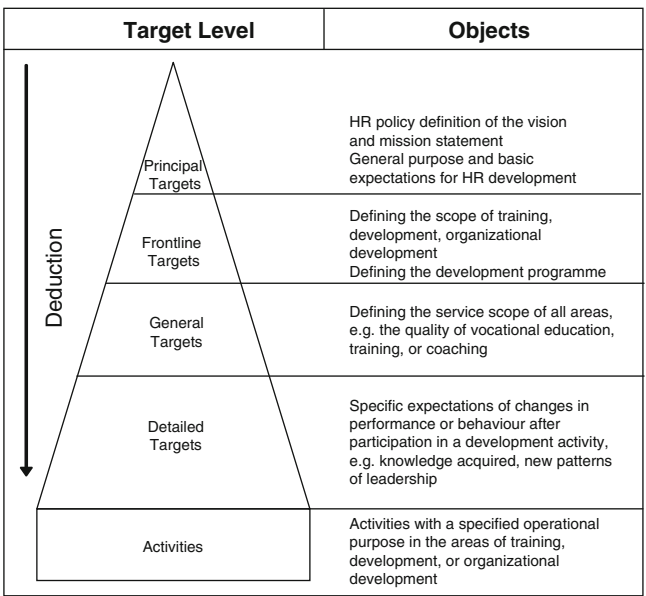 Target Level
Objects
Deduction
Principal
Targets
HR policy definition of the vision
and mission statement
General purpose and basic
expectations for HR development
Frontline
Targets
Defining the scope of training,
development, organizational
development
Defining the development programme
General
Targets
Defining the service scope of all areas,
e.g. the quality of vocational education,
training, or coaching
Detailed
Targets
Specific expectations of changes in
performance or behaviour after
participation in a development activity,
e.g. knowledge acquired, new patterns
of leadership
Activities
Activities with a specified operational
purpose in the areas of training,
development, or organizational
development